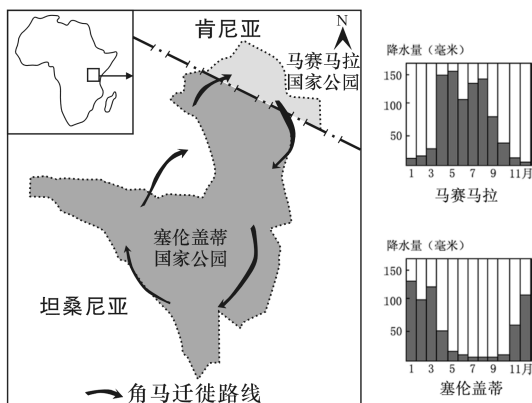 肯尼亚
N
马赛马拉
国家公园
塞伦盖蒂
国家公园
坦桑尼亚
角马迁徙路线
降水量（毫米）
150
100
50
1 3 5 7 9 11月
马赛马拉
降水量（毫米）
150
100
50
1 3 5 7 9 11月
塞伦盖蒂